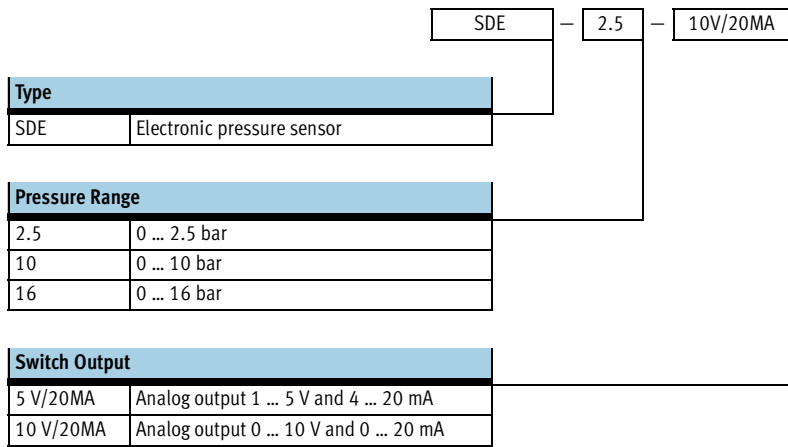 SDE — 2.5 — 10V/20MA
Type
SDE Electronic pressure sensor
Pressure Range
2.5 0 ... 2.5 bar
10 0 ... 10 bar
16 0 ... 16 bar
Switch Output
5 V/20MA Analog output 1 ... 5 V and 4 ... 20 mA
10 V/20MA Analog output 0 ... 10 V and 0 ... 20 mA